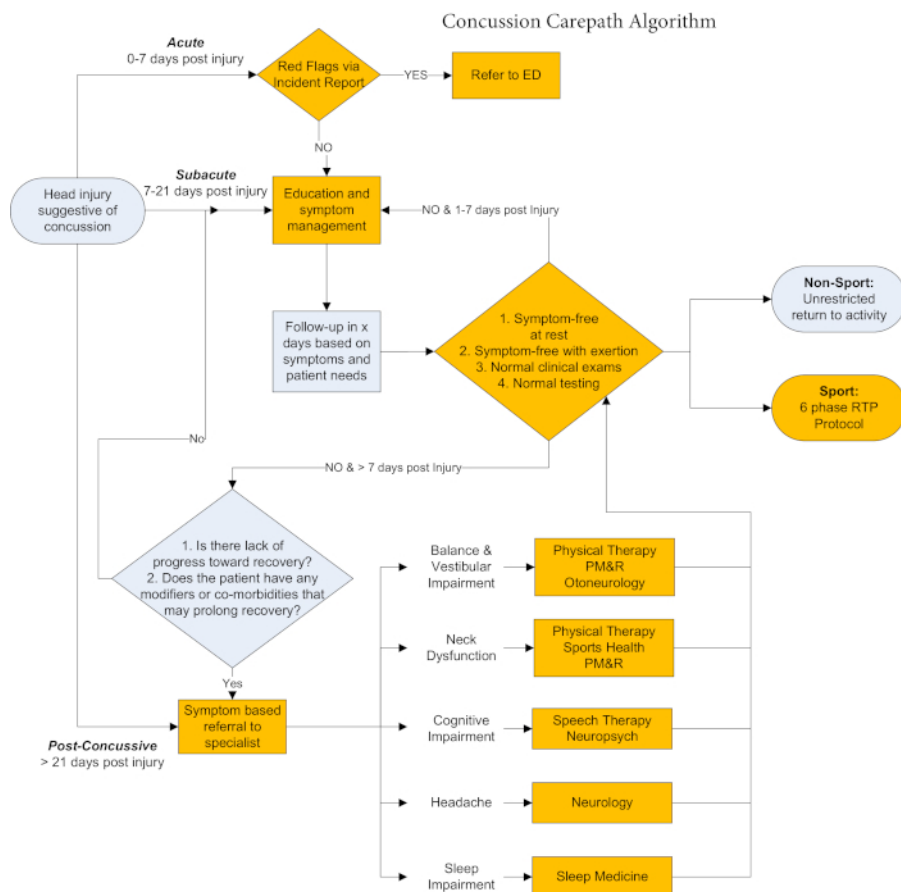 Concussion Carepath Algorithm
Acute
0-7 days post injury
Red Flags via
Incident Report
YES
Refer to ED
NO
Subacute
7-21 days post injury
Head injury
suggestive of
concussion
Education and
symptom
management
NO & 1-7 days post Injury
Follow-up in x
days based on
symptoms and
patient needs
1. Symptom-free
at rest
2. Symptom-free with exertion
3. Normal clinical exams
4. Normal testing
Non-Sport:
Unrestricted
return to activity
Sport:
6 phase RTP
Protocol
No
NO & > 7 days post Injury
1. Is there lack of
progress toward recovery?
2. Does the patient have any
modifiers or co-morbidities that
may prolong recovery?
Yes
Symptom based
referral to
specialist
Post-Concussive
> 21 days post injury
Balance &
Vestibular
Impairment
Physical Therapy
PM&R
Otoneurology
Neck
Dysfunction
Physical Therapy
Sports Health
PM&R
Cognitive
Impairment
Speech Therapy
Neuropsych
Headache
Neurology
Sleep
Impairment
Sleep Medicine